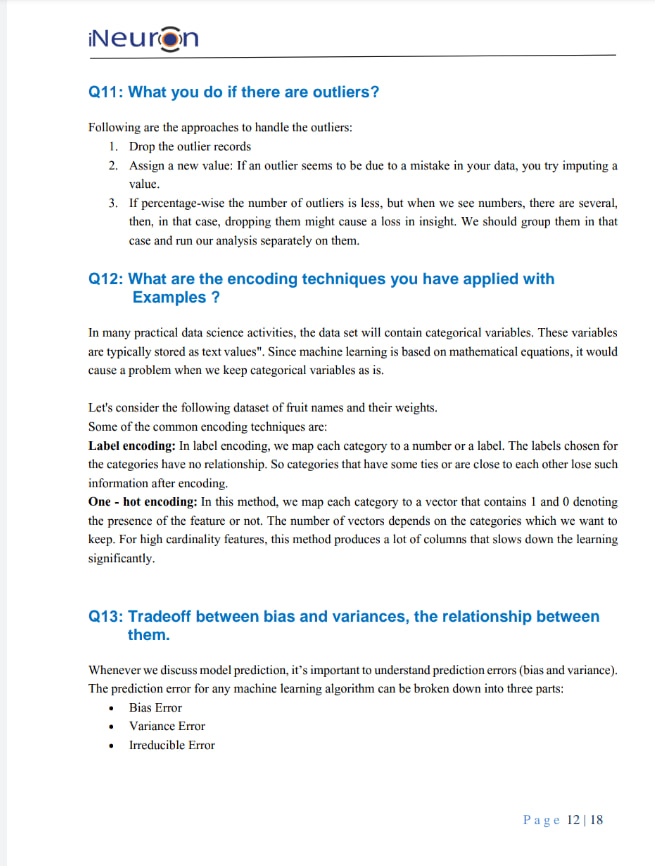 iNeuron
Q11: What you do if there are outliers?
Following are the approaches to handle the outliers:
1. Drop the outlier records
2. Assign a new value: If an outlier seems to be due to a mistake in your data, you try imputing a
value.
3. If percentage-wise the number of outliers is less, but when we see numbers, there are several,
then, in that case, dropping them might cause a loss in insight. We should group them in that
case and run our analysis separately on them.
Q12: What are the encoding techniques you have applied with
Examples ?
In many practical data science activities, the data set will contain categorical variables. These variables
are typically stored as text values". Since machine learning is based on mathematical equations, it would
cause a problem when we keep categorical variables as is.
Let's consider the following dataset of fruit names and their weights.
Some of the common encoding techniques are:
Label encoding: In label encoding, we map each category to a number or a label. The labels chosen for
the categories have no relationship. So categories that have some ties or are close to each other lose such
information after encoding.
One - hot encoding: In this method, we map each category to a vector that contains 1 and 0 denoting
the presence of the feature or not. The number of vectors depends on the categories which we want to
keep. For high cardinality features, this method produces a lot of columns that slows down the learning
significantly.
Q13: Tradeoff between bias and variances, the relationship between
them.
Whenever we discuss model prediction, it's important to understand prediction errors (bias and variance).
The prediction error for any machine learning algorithm can be broken down into three parts:
• Bias Error
• Variance Error
• Irreducible Error
Page 12| 18